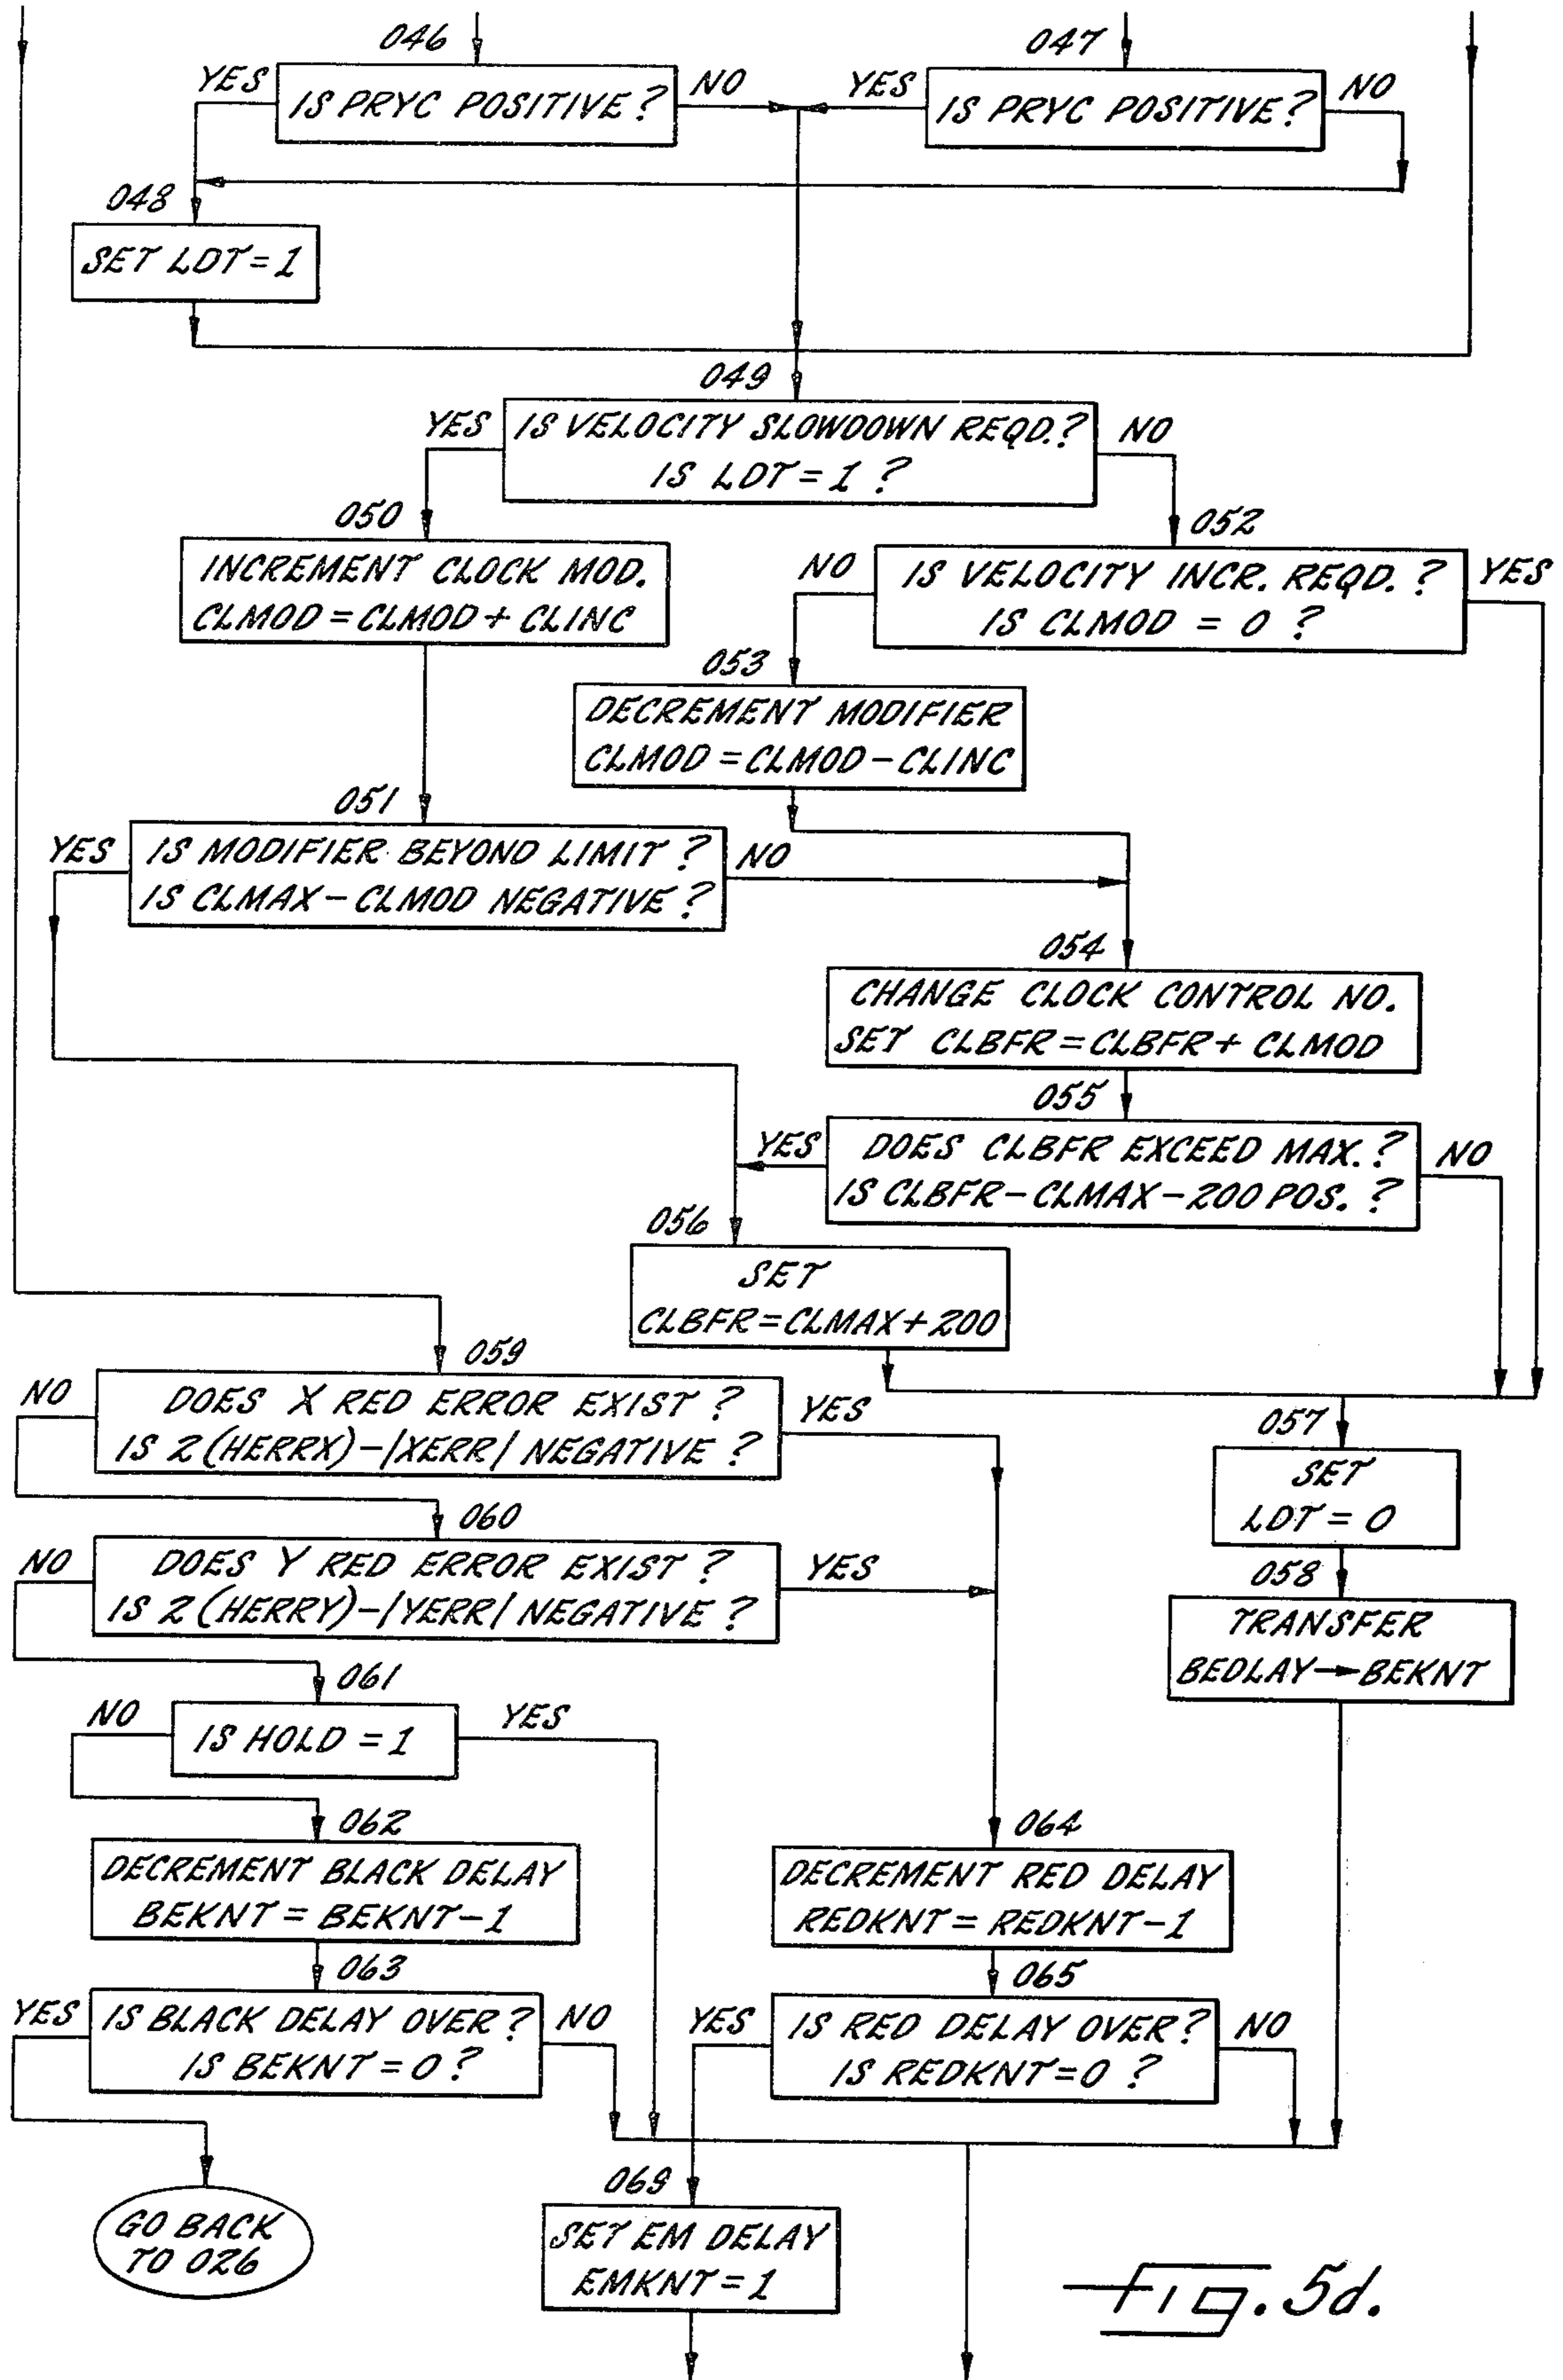 046
047
YES
IS PRYC POSITIVE?
NO
YES
IS PRYC POSITIVE?
NO
048
SET LDT=1
049
YES
IS VELOCITY SLOWDOWN REQD.?
IS LDT=1 ?
NO
050
INCREMENT CLOCK MOD.
CLMOD=CLMOD+CLINC
052
NO
IS VELOCITY INCR. REQD. ?
IS CLMOD = 0 ?
YES
053
DECREMENT MODIFIER
CLMOD=CLMOD-CLINC
051
YES
IS MODIFIER BEYOND LIMIT ?
IS CLMAX-CLMOD NEGATIVE ?
NO
054
CHANGE CLOCK CONTROL NO.
SET CLBFR=CLBFR+ CLMOD
055
YES
DOES CLBFR EXCEED MAX. ?
IS CLBFR-CLMAX-200 POS. ?
NO
056
SET
CLBFR=CLMAX+200
059
NO
DOES X RED ERROR EXIST ?
IS 2(HERRX)-/XERR/ NEGATIVE ?
YES
057
SET
LDT = 0
060
NO
DOES Y RED ERROR EXIST ?
IS 2(HERRY)-/YERR/ NEGATIVE ?
YES
058
TRANSFER
BEDLAY→BEKNT
061
NO
IS HOLD = 1
YES
062
DECREMENT BLACK DELAY
BEKNT = BEKNT-1
064
DECREMENT RED DELAY
REDKNT = REDKNT-1
063
YES
IS BLACK DELAY OVER ?
IS BEKNT = 0 ?
NO
065
YES
IS RED DELAY OVER?
IS REDKNT=0 ?
NO
GO BACK
TO 026
069
SET EM DELAY
EMKNT = 1
Fig. 5d.